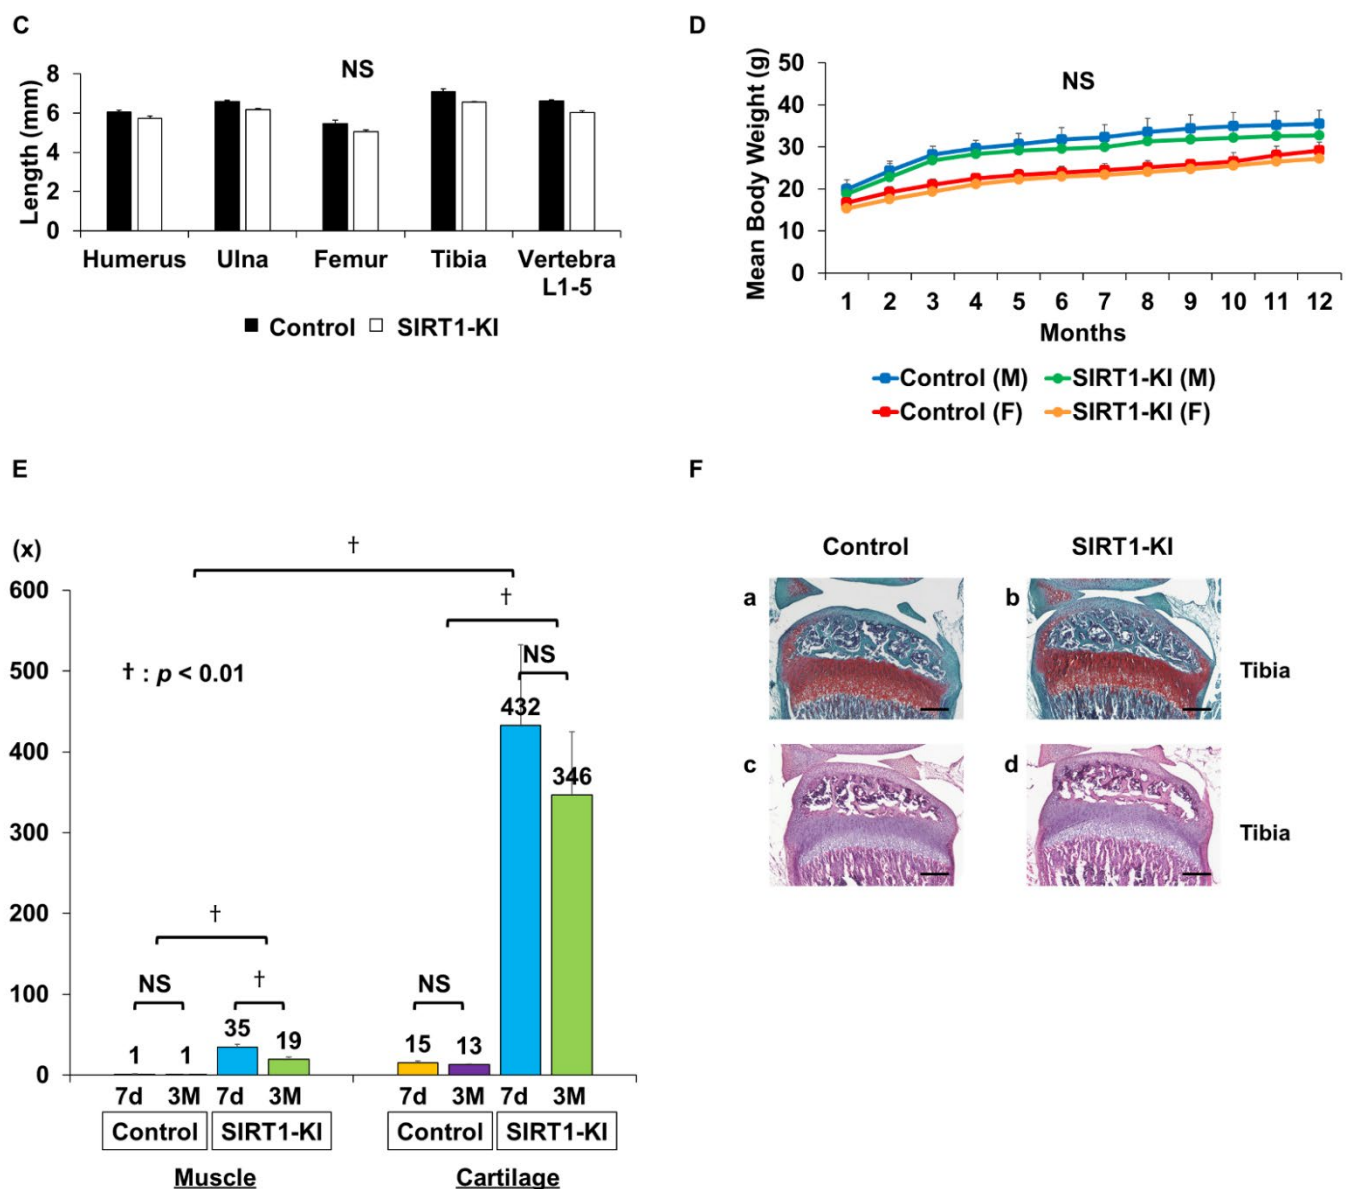 C
NS
Length (mm)
8
6
4
2
0
Humerus Ulna Femur Tibia Vertebra
L1-5
Control SIRT1-KI
D
NS
Mean Body Weight (g)
50
40
30
20
10
0
1 2 3 4 5 6 7 8 9 10 11 12
Months
Control (M) SIRT1-KI (M)
Control (F) SIRT1-KI (F)
E
(x)
600
500
400
300
200
100
0
† : p < 0.01
†
†
NS
432
346
†
NS
†
35
19
1 1
NS
15 13
7d 3M 7d 3M 7d 3M 7d 3M
Control SIRT1-KI Control SIRT1-KI
Muscle Cartilage
F
Control SIRT1-KI
a b
Tibia
c d
Tibia